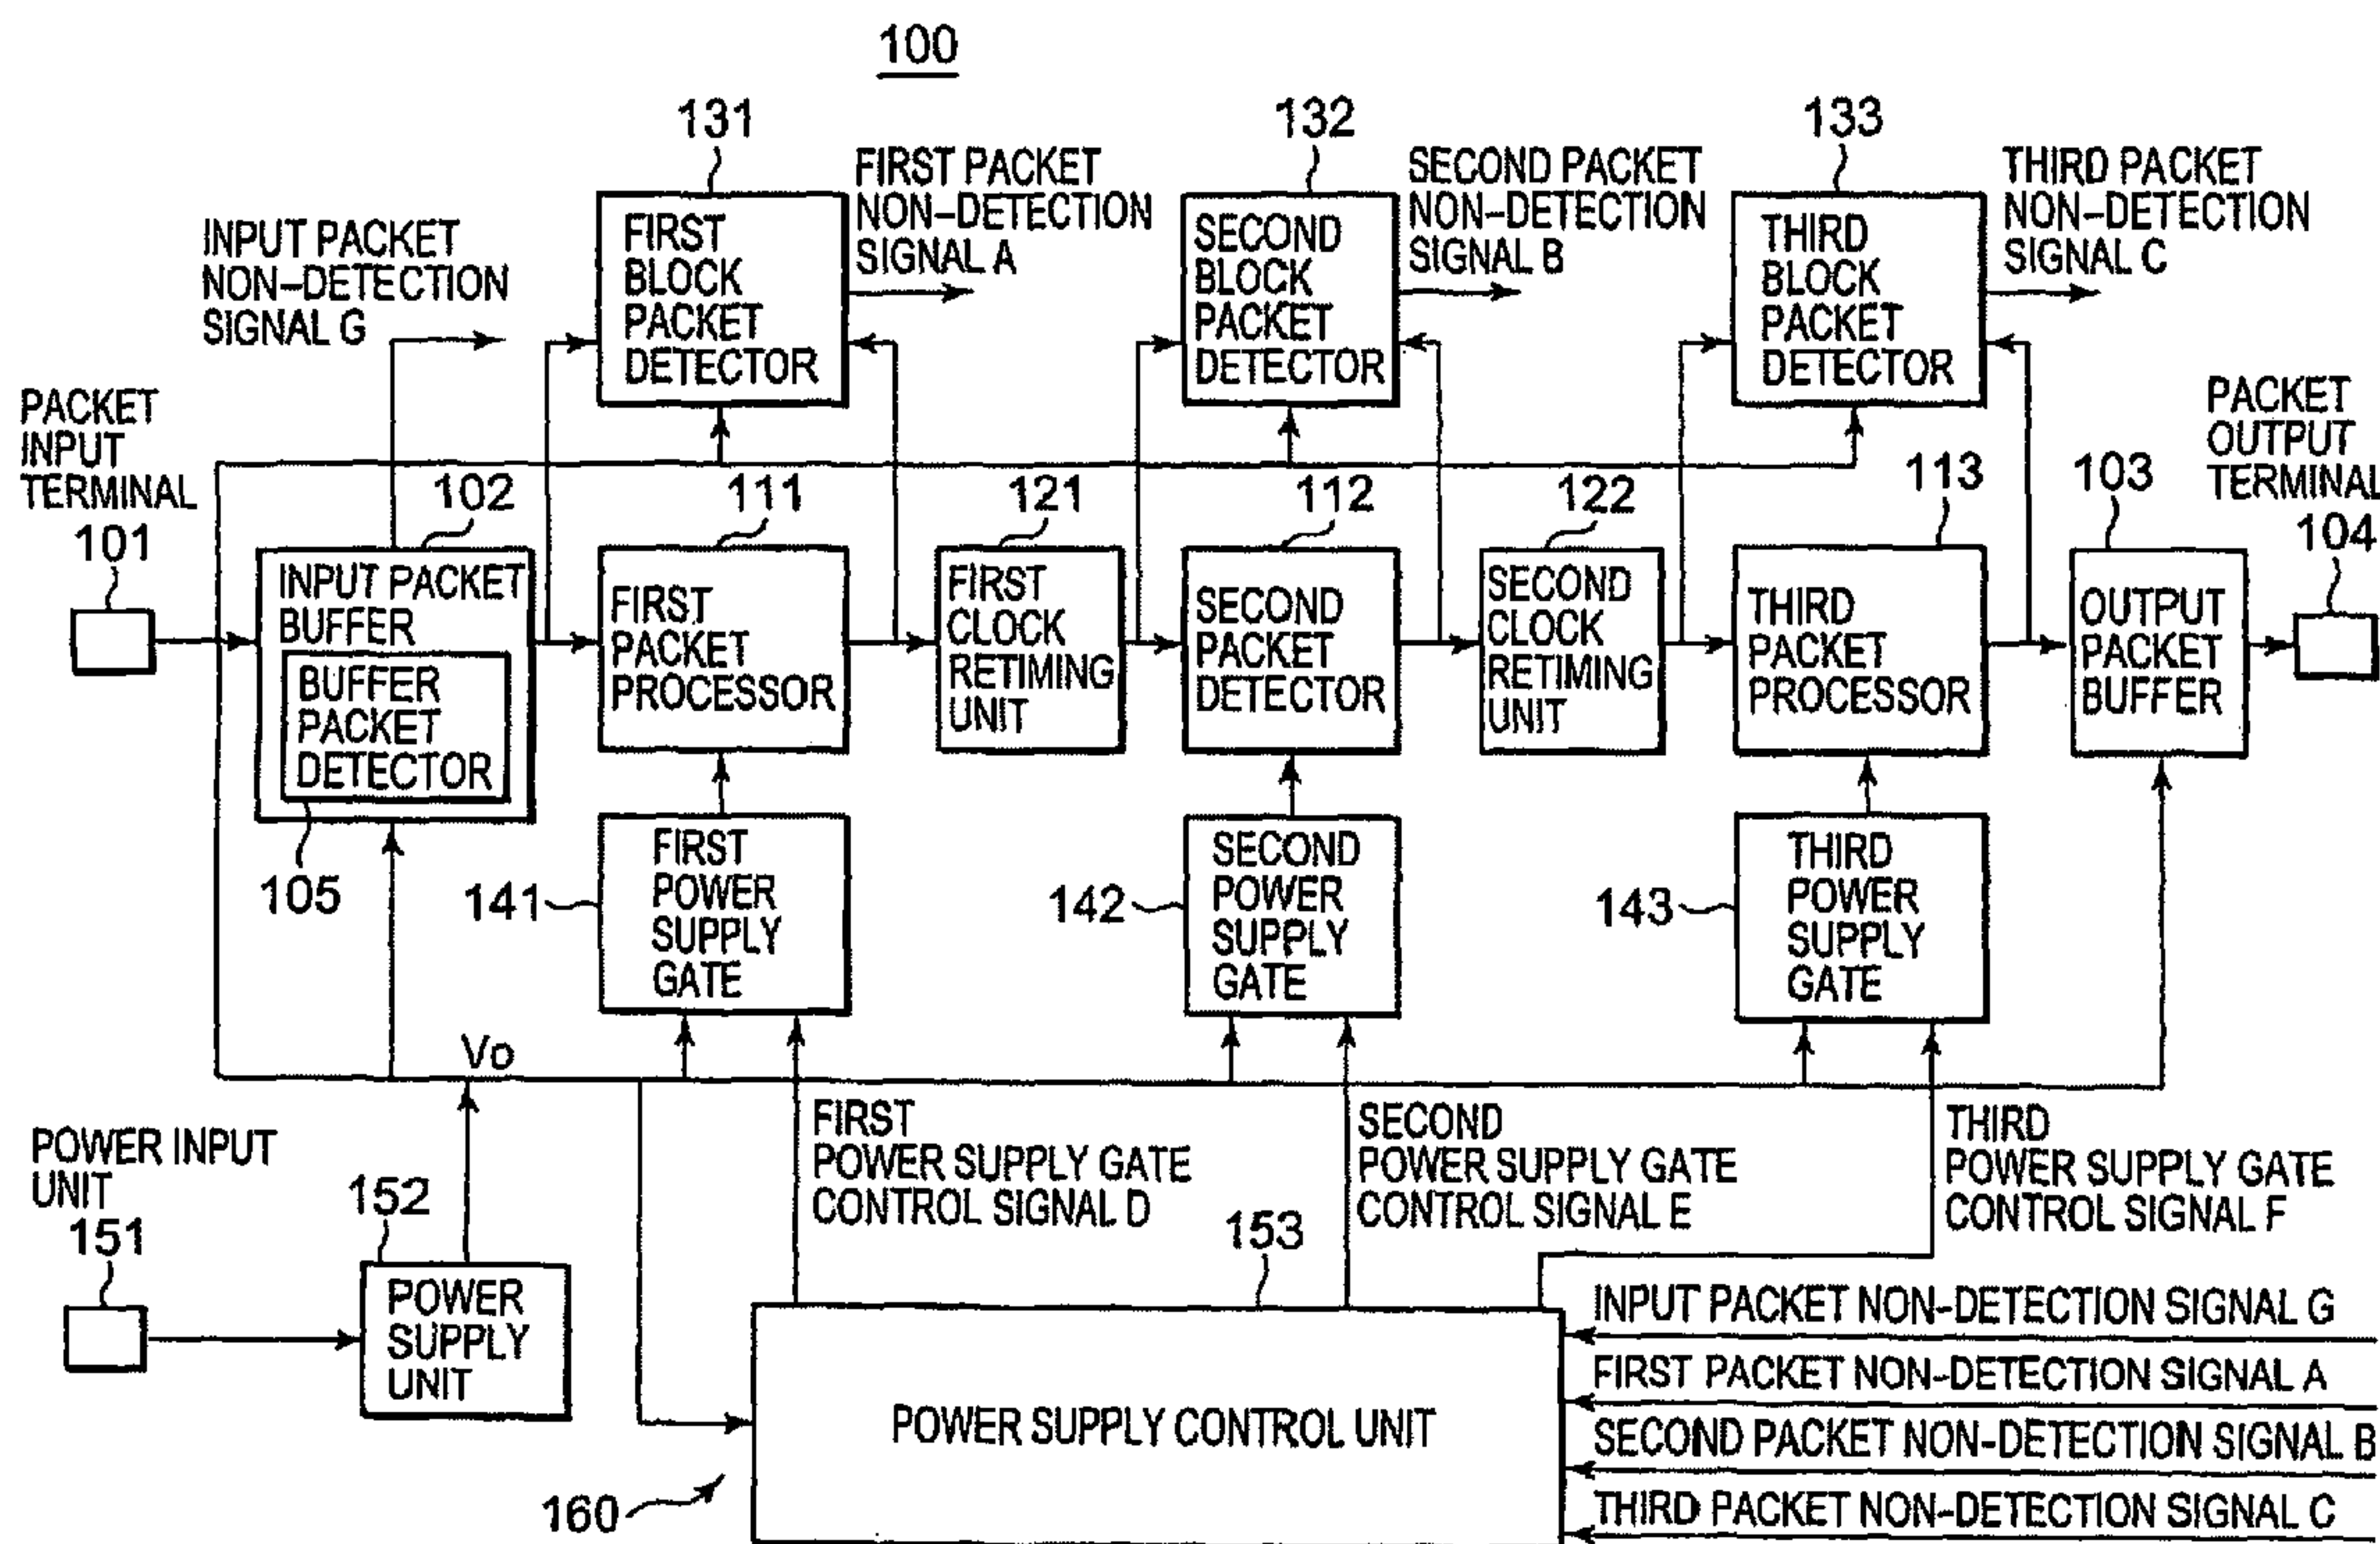 100
131
132
133
FIRST PACKET
NON-DETECTION
SIGNAL A
SECOND PACKET
NON-DETECTION
SIGNAL B
THIRD PACKET
NON-DETECTION
SIGNAL C
INPUT PACKET
NON-DETECTION
SIGNAL G
FIRST
BLOCK
PACKET
DETECTOR
SECOND
BLOCK
PACKET
DETECTOR
THIRD
BLOCK
PACKET
DETECTOR
PACKET
INPUT
TERMINAL
101
102
111
121
112
122
113
103
PACKET
OUTPUT
TERMINAL
104
INPUT PACKET
BUFFER
BUFFER
PACKET
DETECTOR
105
FIRST
PACKET
PROCESSOR
FIRST
CLOCK
RETIMING
UNIT
SECOND
PACKET
DETECTOR
SECOND
CLOCK
RETIMING
UNIT
THIRD
PACKET
PROCESSOR
OUTPUT
PACKET
BUFFER
141
FIRST
POWER
SUPPLY
GATE
142
SECOND
POWER
SUPPLY
GATE
143
THIRD
POWER
SUPPLY
GATE
Vo
POWER INPUT
UNIT
151
152
POWER
SUPPLY
UNIT
FIRST
POWER SUPPLY GATE
CONTROL SIGNAL D
SECOND
POWER SUPPLY GATE
CONTROL SIGNAL E
THIRD
POWER SUPPLY GATE
CONTROL SIGNAL F
153
POWER SUPPLY CONTROL UNIT
160
INPUT PACKET NON-DETECTION SIGNAL G
FIRST PACKET NON-DETECTION SIGNAL A
SECOND PACKET NON-DETECTION SIGNAL B
THIRD PACKET NON-DETECTION SIGNAL C